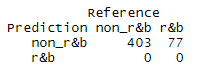 Reference
Prediction non_r&b r&b
non_r&b 403 77
r&b 0 0